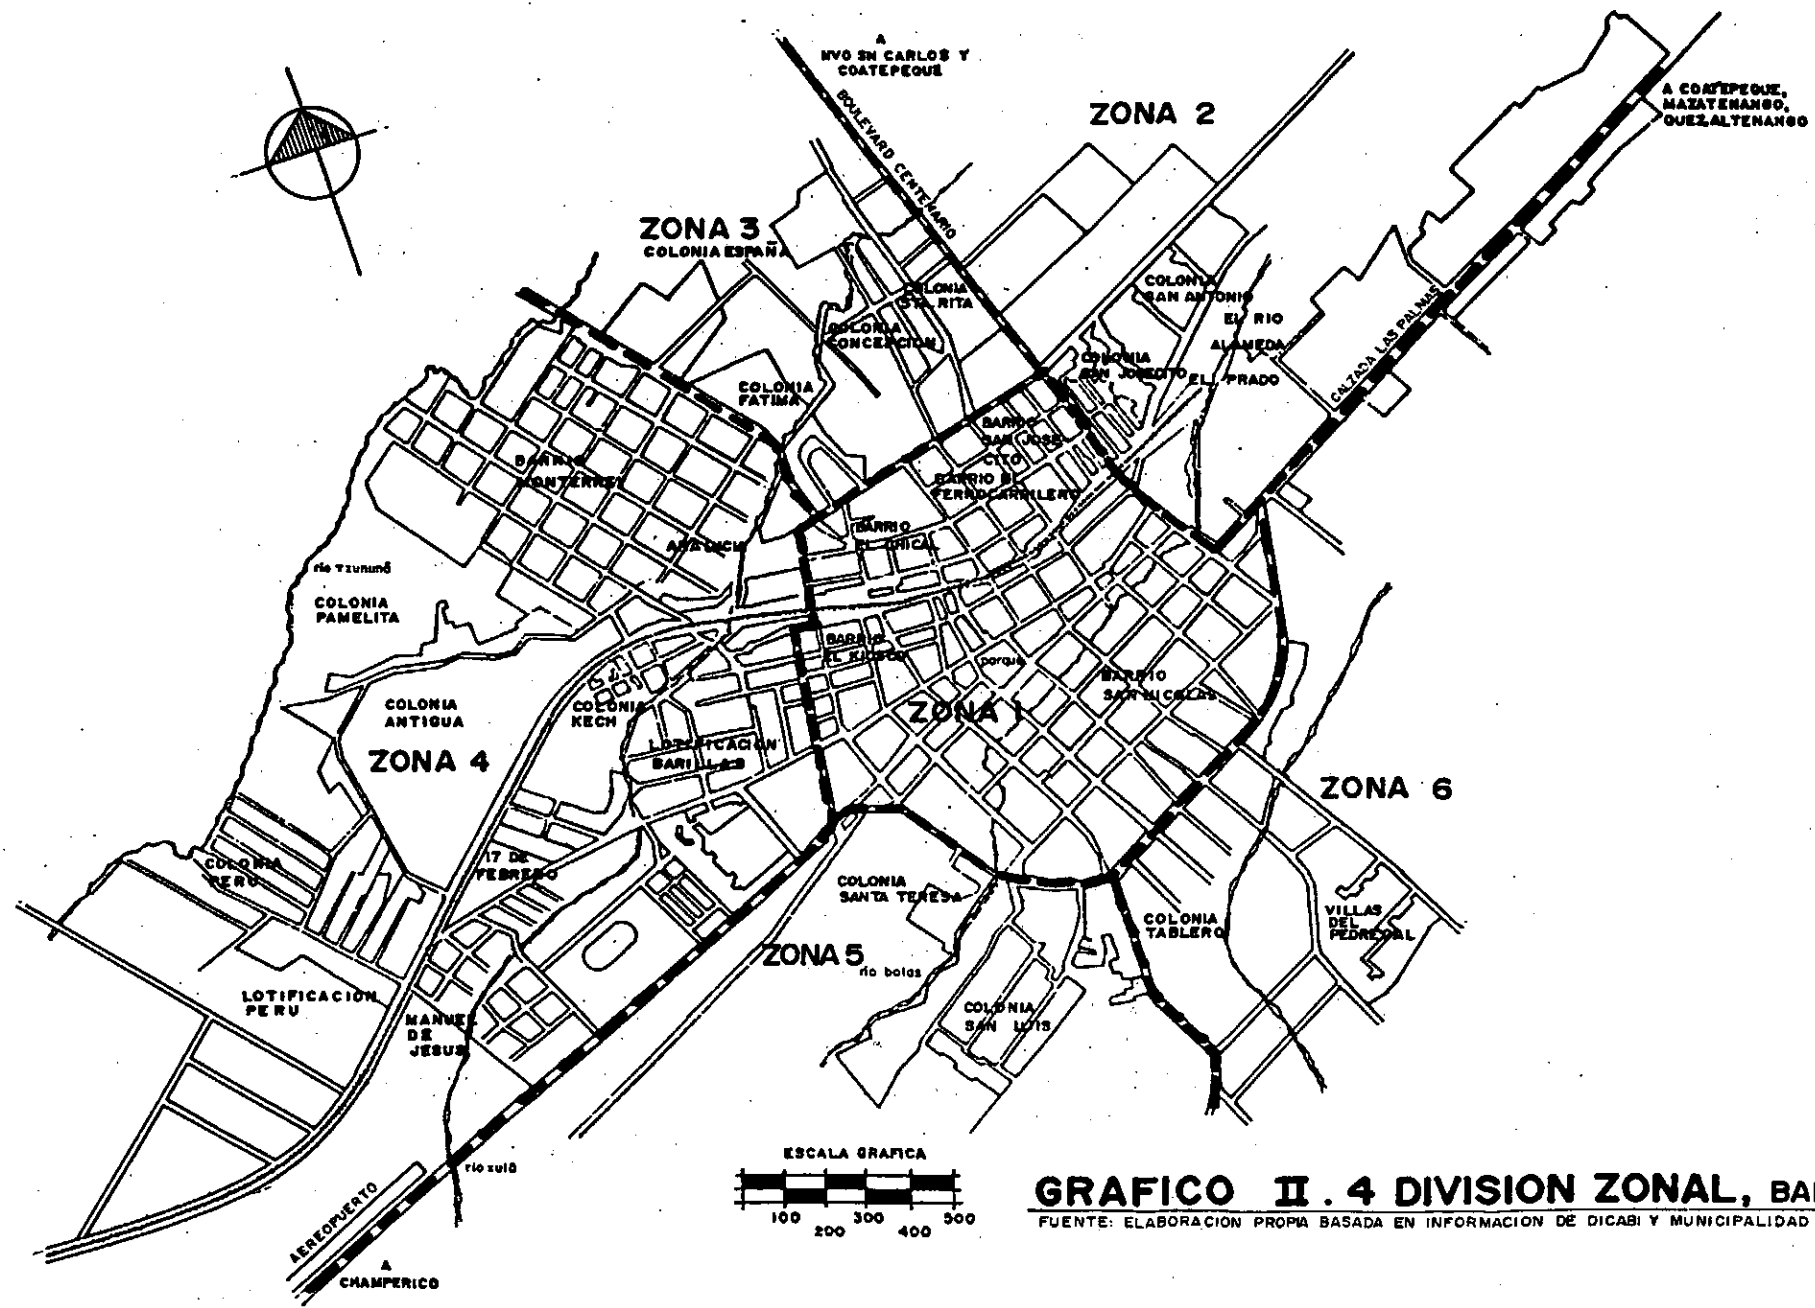 A
NVO SN CARLOS Y
COATEPEQUE
BOULEVARD CENTENARIO
ZONA 2
A COATEPEQUE,
MAZATENANGO,
QUEZALTENANGO
ZONA 3
COLONIA ESPAÑA
COLONIA
STA RITA
COLONIA
SAN ANTONIO
EL RIO
ALAMEDA
CALZADA LAS PALMAS
COLONIA
CONCEPCION
COLONIA
SAN JOSECITO
EL PRADO
COLONIA
FATIMA
BARRIO
SAN JOSE
CITO
BARRIO EL
FERROCARRILERO
BARRIO
MONTERREY
BARRIO
ANA LUCIA
rio Tzununá
COLONIA
PAMELITA
BARRIO
EL KIOSCO
parque
BARRIO
SAN NICOLAS
COLONIA
ANTIGUA
COLONIA
KECH
ZONA 1
ZONA 4
LOTIFICACION
BARILLAS
ZONA 6
COLONIA
PERU
17 DE
FEBRERO
COLONIA
SANTA TERESA
COLONIA
TABLERO
VILLAS
DEL
PEDREGAL
ZONA 5
rio bolas
LOTIFICACION
PERU
MANUEL
DE
JESUS
COLONIA
SAN LUIS
rio xulá
AEREOPUERTO
A
CHAMPERICO
ESCALA GRAFICA
100 200 300 400 500
GRAFICO II.4 DIVISION ZONAL, BA
FUENTE: ELABORACION PROPIA BASADA EN INFORMACION DE DICABI Y MUNICIPALIDAD